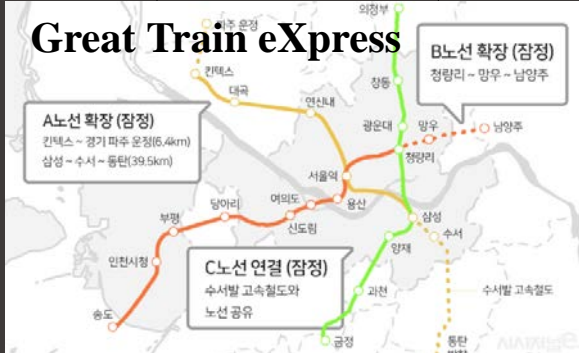 Great Train eXpress
의정부
파주 운정
킨텍스
대곡
연신내
창동
B노선 확장 (잠정)
청량리 ~ 망우 ~ 남양주
A노선 확장 (잠정)
킨텍스 ~ 경기 파주 운정(6.4km)
삼성 ~ 수서 ~ 동탄(39.5km)
광운대
망우
남양주
청량리
서울역
여의도
용산
당아리
신도림
부평
삼성
수서
양재
인천시청
C노선 연결 (잠정)
수서발 고속철도와
노선 공유
과천
수서발 고속철도
송도
금정
동탄